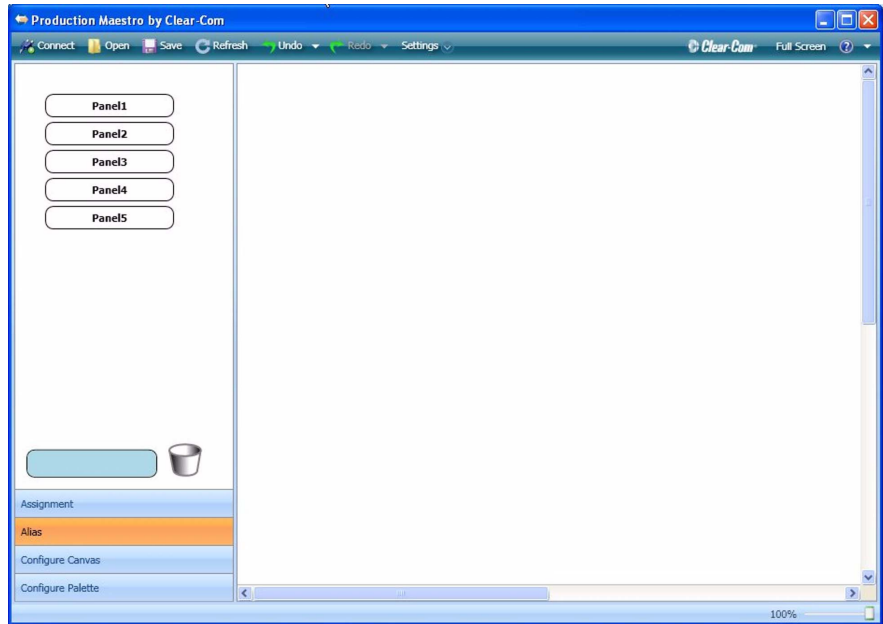 Production Maestro by Clear-Com
Connect Open Save Refresh Undo Redo Settings Clear-Com Full Screen ?
Panel1
Panel2
Panel3
Panel4
Panel5
Assignment
Alias
Configure Canvas
Configure Palette
100%